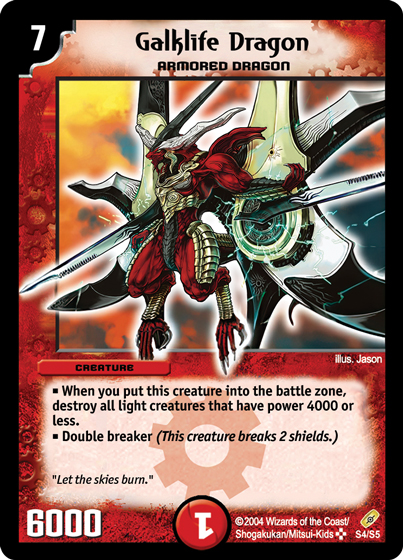 7
Galklife Dragon
ARMORED DRAGON
illus. Jason
CREATURE
▪ When you put this creature into the battle zone,
destroy all light creatures that have power 4000 or
less.
▪ Double breaker (This creature breaks 2 shields.)
"Let the skies burn."
6000
1
©2004 Wizards of the Coast/
Shogakukan/Mitsui-Kids
S4/S5